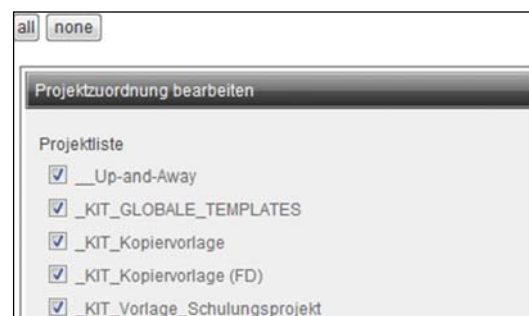 all none
Projektzuordnung bearbeiten
Projektliste
__Up-and-Away
_KIT_GLOBALE_TEMPLATES
_KIT_Kopiervorlage
_KIT_Kopiervorlage (FD)
_KIT_Vorlage_Schulungsprojekt